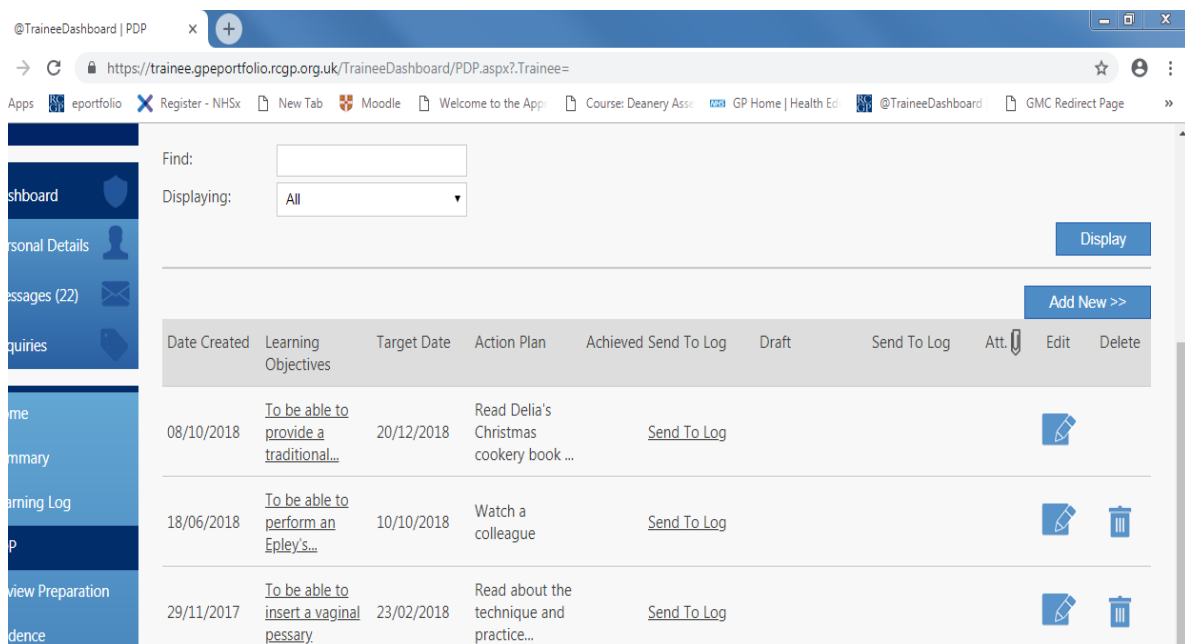 @TraineeDashboard | PDP
https://trainee.gpeportfolio.rcgp.org.uk/TraineeDashboard/PDP.aspx?.Trainee=
Apps eportfolio Register - NHSx New Tab Moodle Welcome to the App Course: Deanery Asse GP Home | Health Ed @TraineeDashboard GMC Redirect Page »
Find:
Displaying: All
Display
shboard
rsonal Details
essages (22)
quiries
ome
mmary
arning Log
P
view Preparation
dence
Add New >>
Date Created Learning Objectives Target Date Action Plan Achieved Send To Log Draft Send To Log Att. Edit Delete
08/10/2018
To be able to
provide a
traditional...
20/12/2018
Read Delia's
Christmas
cookery book ...
Send To Log
18/06/2018
To be able to
perform an
Epley's...
10/10/2018
Watch a
colleague
Send To Log
29/11/2017
To be able to
insert a vaginal
pessary
23/02/2018
Read about the
technique and
practice...
Send To Log